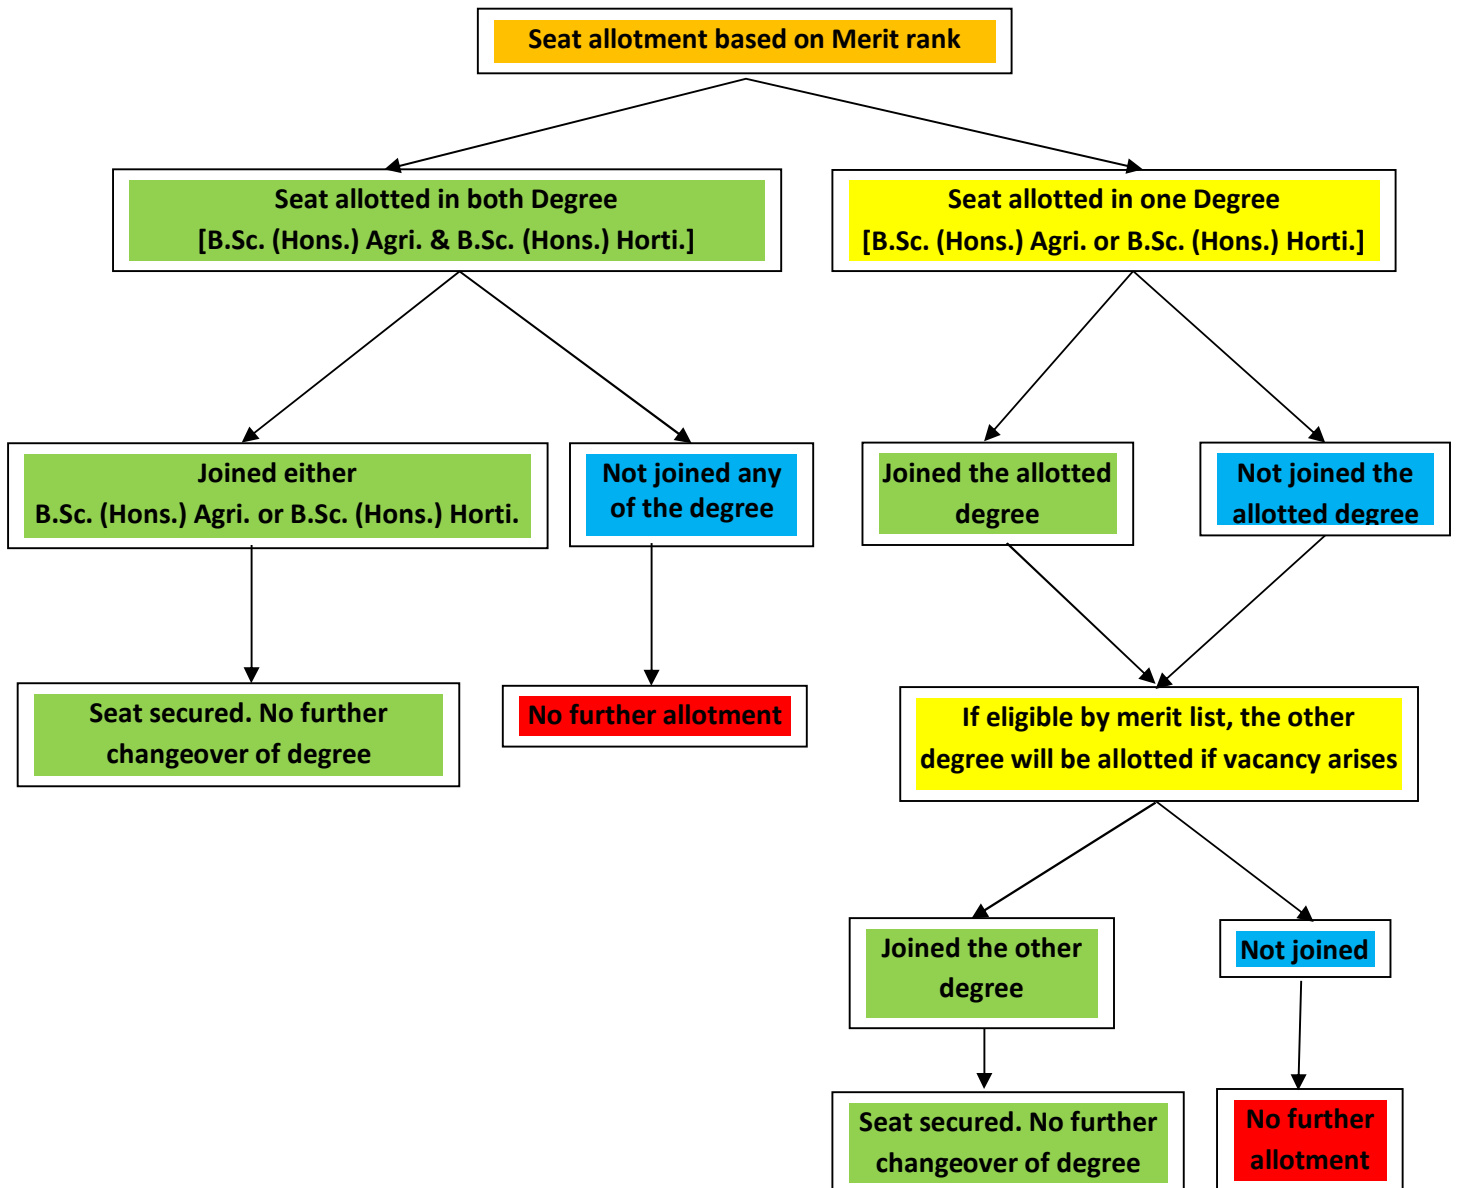 Seat allotment based on Merit rank
Seat allotted in both Degree
[B.Sc. (Hons.) Agri. & B.Sc. (Hons.) Horti.]
Seat allotted in one Degree
[B.Sc. (Hons.) Agri. or B.Sc. (Hons.) Horti.]
Joined either
B.Sc. (Hons.) Agri. or B.Sc. (Hons.) Horti.
Not joined any
of the degree
Joined the allotted
degree
Not joined the
allotted degree
Seat secured. No further
changeover of degree
No further allotment
If eligible by merit list, the other
degree will be allotted if vacancy arises
Joined the other
degree
Not joined
Seat secured. No further
changeover of degree
No further
allotment